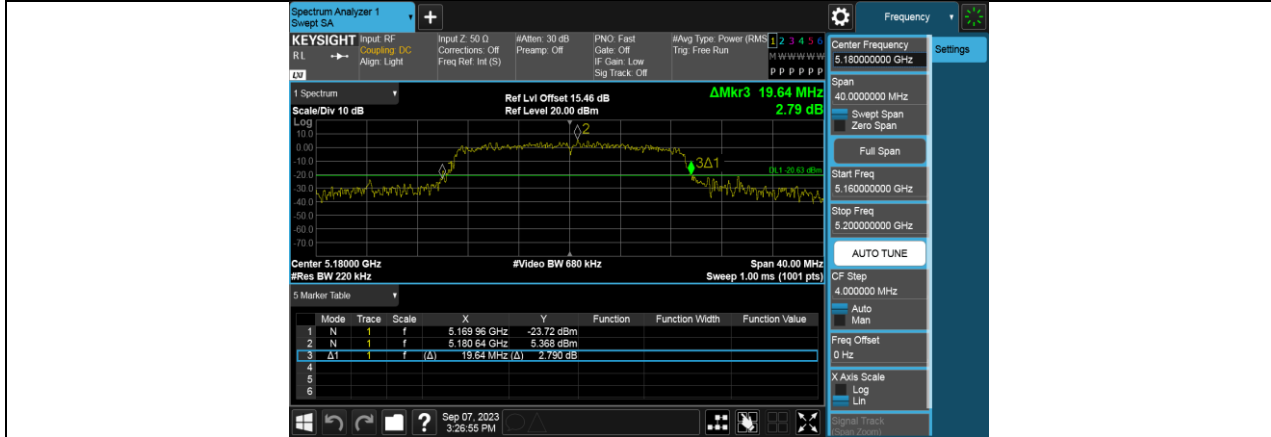 Spectrum Analyzer 1
Swept SA
Frequency
KEYSIGHT
RL
LXI
Input: RF
Coupling: DC
Align: Light
Input Z: 50 Ω
Corrections: Off
Freq Ref: Int (S)
#Atten: 30 dB
Preamp: Off
PNO: Fast
Gate: Off
IF Gain: Low
Sig Track: Off
#Avg Type: Power (RMS
Trig: Free Run
1 2 3 4 5 6
M W W W W W
P P P P P P
Center Frequency
5.180000000 GHz
Settings
Span
40.0000000 MHz
Swept Span
Zero Span
Full Span
Start Freq
5.160000000 GHz
Stop Freq
5.200000000 GHz
AUTO TUNE
CF Step
4.000000 MHz
Auto
Man
Freq Offset
0 Hz
X Axis Scale
Log
Lin
Signal Track
(Span Zoom)
1 Spectrum
Scale/Div 10 dB
Ref Lvl Offset 15.46 dB
Ref Level 20.00 dBm
ΔMkr3 19.64 MHz
2.79 dB
Log
10.0
0.00
-10.0
-20.0
-30.0
-40.0
-50.0
-60.0
-70.0
1
2
3Δ1
DL1 -20.63 dBm
Center 5.18000 GHz
#Video BW 680 kHz
Span 40.00 MHz
#Res BW 220 kHz
Sweep 1.00 ms (1001 pts)
5 Marker Table
Mode Trace Scale X Y Function Function Width Function Value
1 N 1 f 5.169 96 GHz -23.72 dBm
2 N 1 f 5.180 64 GHz 5.368 dBm
3 Δ1 1 f (Δ) 19.64 MHz (Δ) 2.790 dB
4
5
6
?
Sep 07, 2023
3:26:55 PM